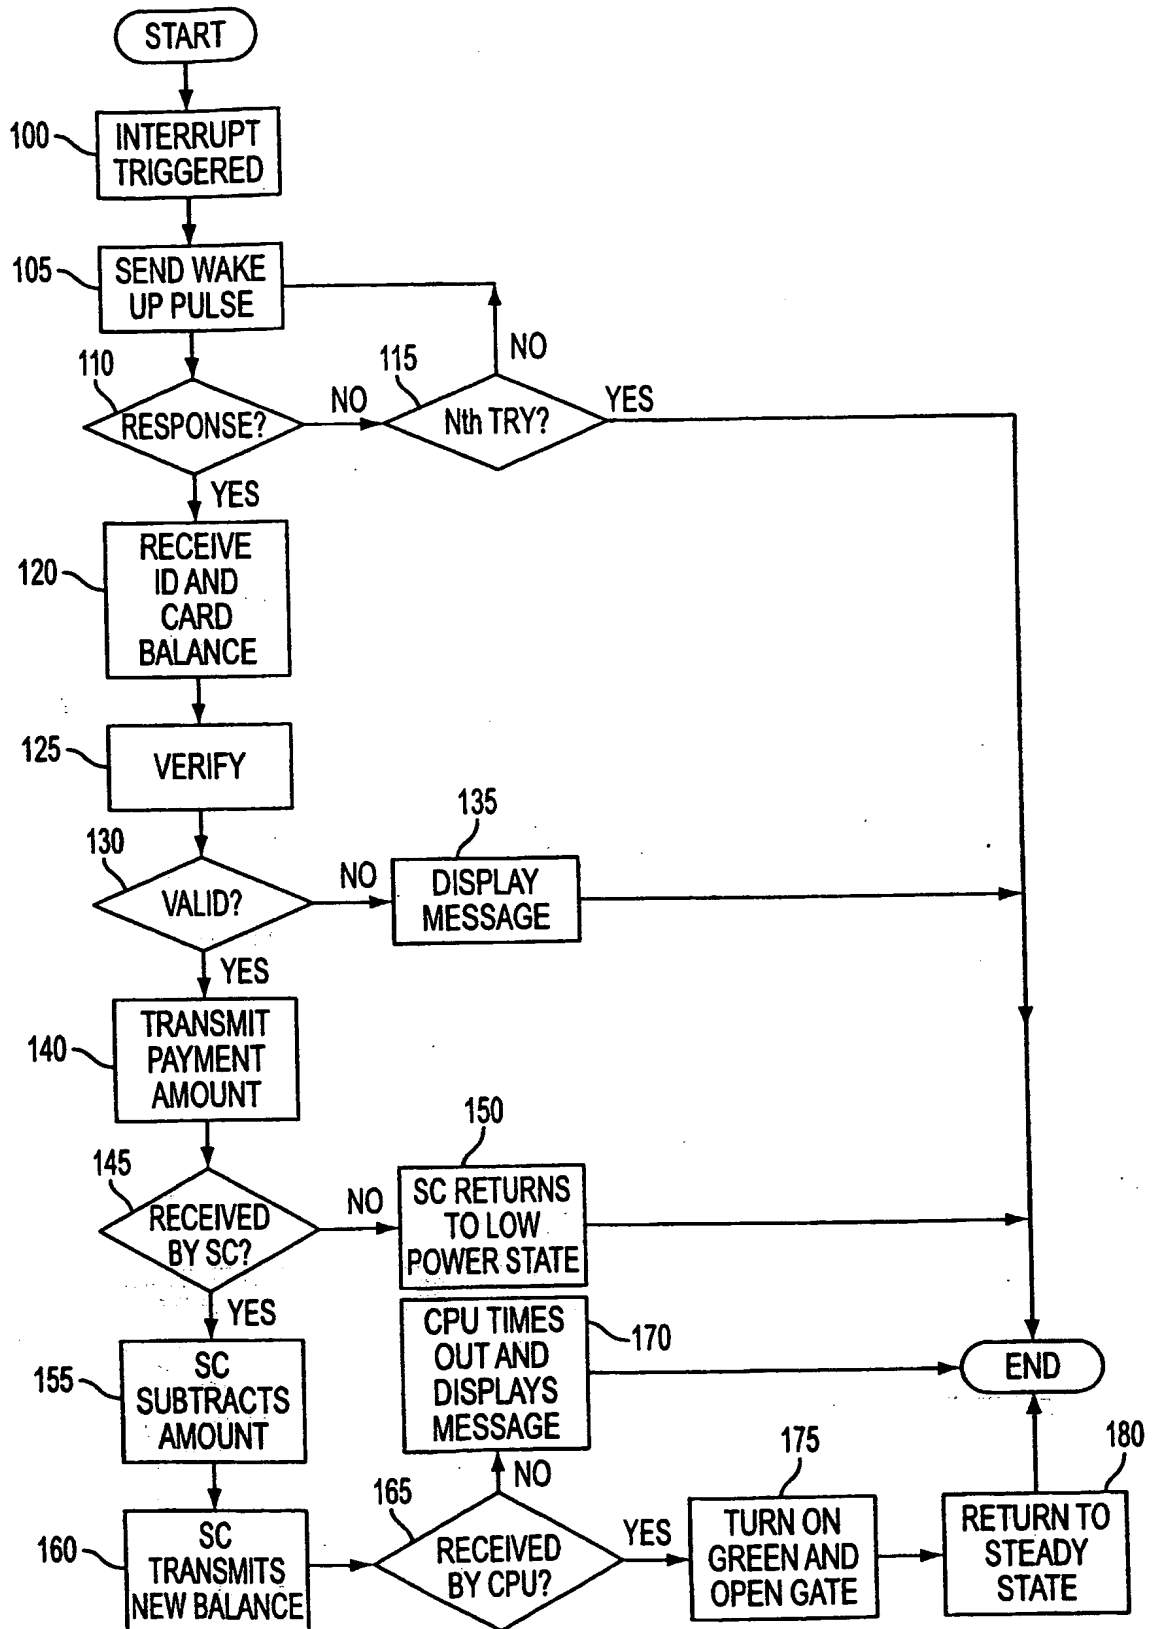 START
100
INTERRUPT
TRIGGERED
105
SEND WAKE
UP PULSE
NO
110
RESPONSE?
NO
115
Nth TRY?
YES
YES
120
RECEIVE
ID AND
CARD
BALANCE
125
VERIFY
130
VALID?
NO
135
DISPLAY
MESSAGE
YES
140
TRANSMIT
PAYMENT
AMOUNT
145
RECEIVED
BY SC?
NO
150
SC RETURNS
TO LOW
POWER STATE
YES
155
SC
SUBTRACTS
AMOUNT
CPU TIMES
OUT AND
DISPLAYS
MESSAGE
170
END
160
SC
TRANSMITS
NEW BALANCE
165
RECEIVED
BY CPU?
NO
YES
175
TURN ON
GREEN AND
OPEN GATE
180
RETURN TO
STEADY
STATE